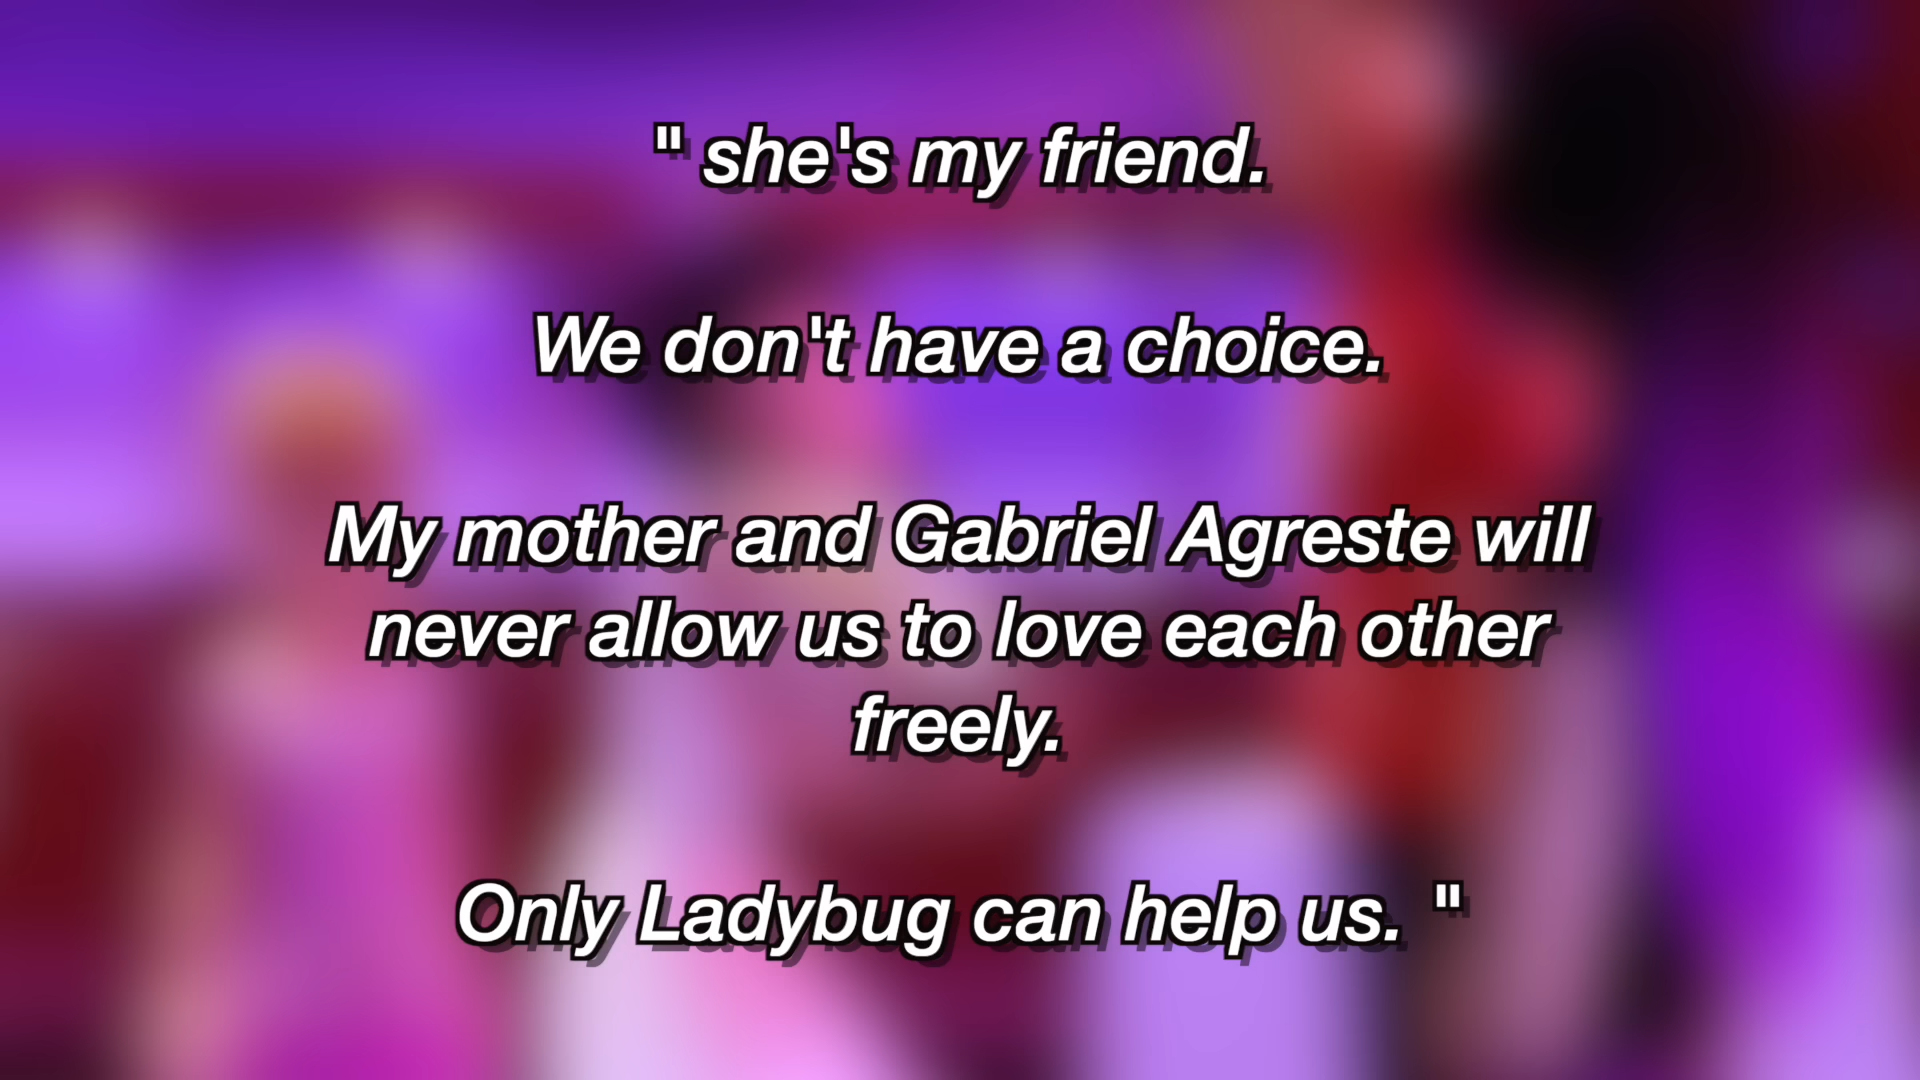 " she's my friend.
We don't have a choice.
My mother and Gabriel Agreste will
never allow us to love each other
freely.
Only Ladybug can help us. "